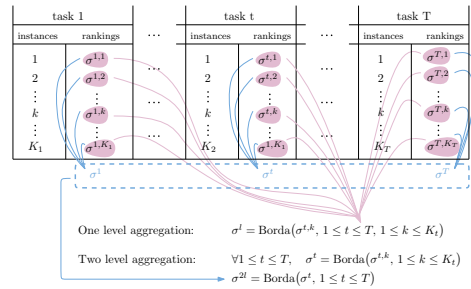 task 1 ... task t ... task T
instances rankings instances rankings instances rankings
1 σ^{1,1} ... 1 σ^{t,1} ... 1 σ^{T,1}
2 σ^{1,2} 2 σ^{t,2} 2 σ^{T,2}
⋮ ⋮ ... ⋮ ⋮ ... ⋮ ⋮
k σ^{1,k} k σ^{t,k} k σ^{T,k}
⋮ ⋮ ... ⋮ ⋮ ... ⋮ ⋮
K_1 σ^{1,K_1} K_2 σ^{1,K_1} K_T σ^{T,K_T}
σ^1 σ^t σ^T
One level aggregation: σ^l = Borda(σ^{t,k}, 1 ≤ t ≤ T, 1 ≤ k ≤ K_t)
Two level aggregation: ∀1 ≤ t ≤ T, σ^t = Borda(σ^{t,k}, 1 ≤ k ≤ K_t)
σ^{2l} = Borda(σ^t, 1 ≤ t ≤ T)